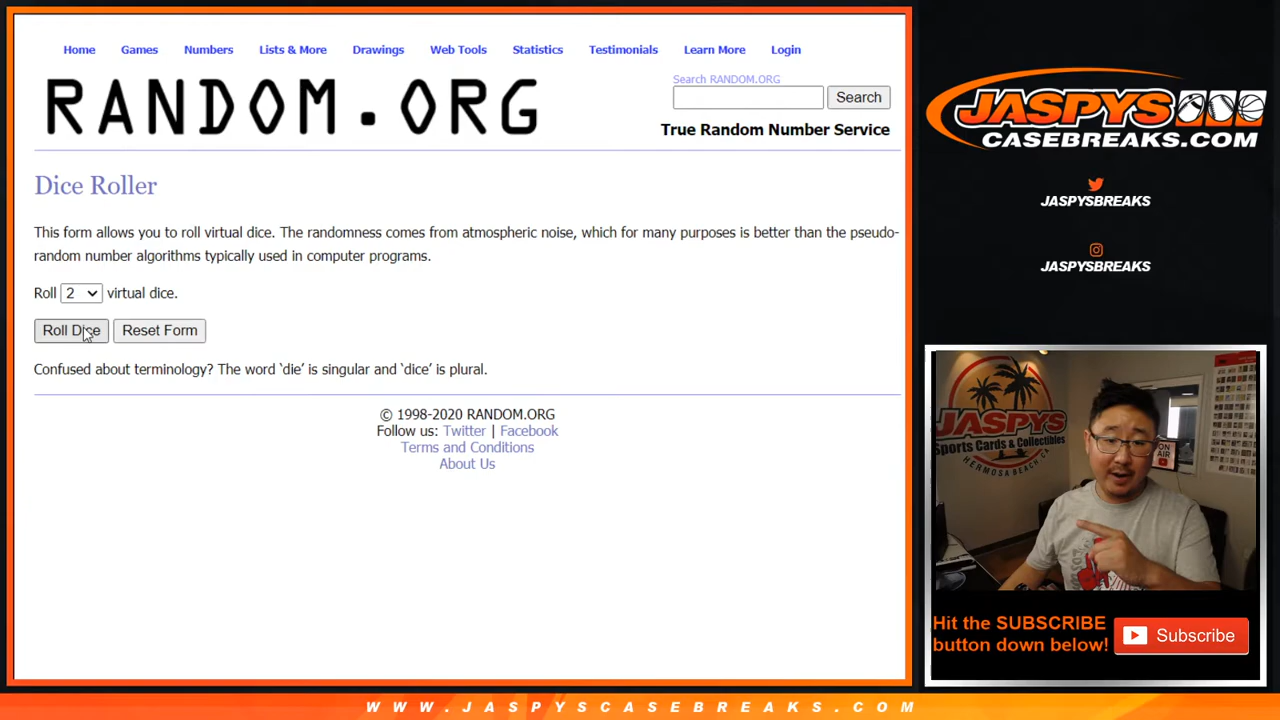 Home Games Numbers Lists & More Drawings Web Tools Statistics Testimonials Learn More Login
RANDOM.ORG
Search RANDOM.ORG
Search
True Random Number Service
Dice Roller
This form allows you to roll virtual dice. The randomness comes from atmospheric noise, which for many purposes is better than the pseudo-
random number algorithms typically used in computer programs.
Roll 2 virtual dice.
Roll Dice Reset Form
Confused about terminology? The word ‘die’ is singular and ‘dice’ is plural.
© 1998-2020 RANDOM.ORG
Follow us: Twitter | Facebook
Terms and Conditions
About Us
JASPYS
CASEBREAKS.COM
JASPYSBREAKS
JASPYSBREAKS
JASPYS
Sports Cards & Collectibles
HERMOSA BEACH CA
ON
AIR
Hit the SUBSCRIBE
button down below!
Subscribe
WWW.JASPYSCASEBREAKS.COM